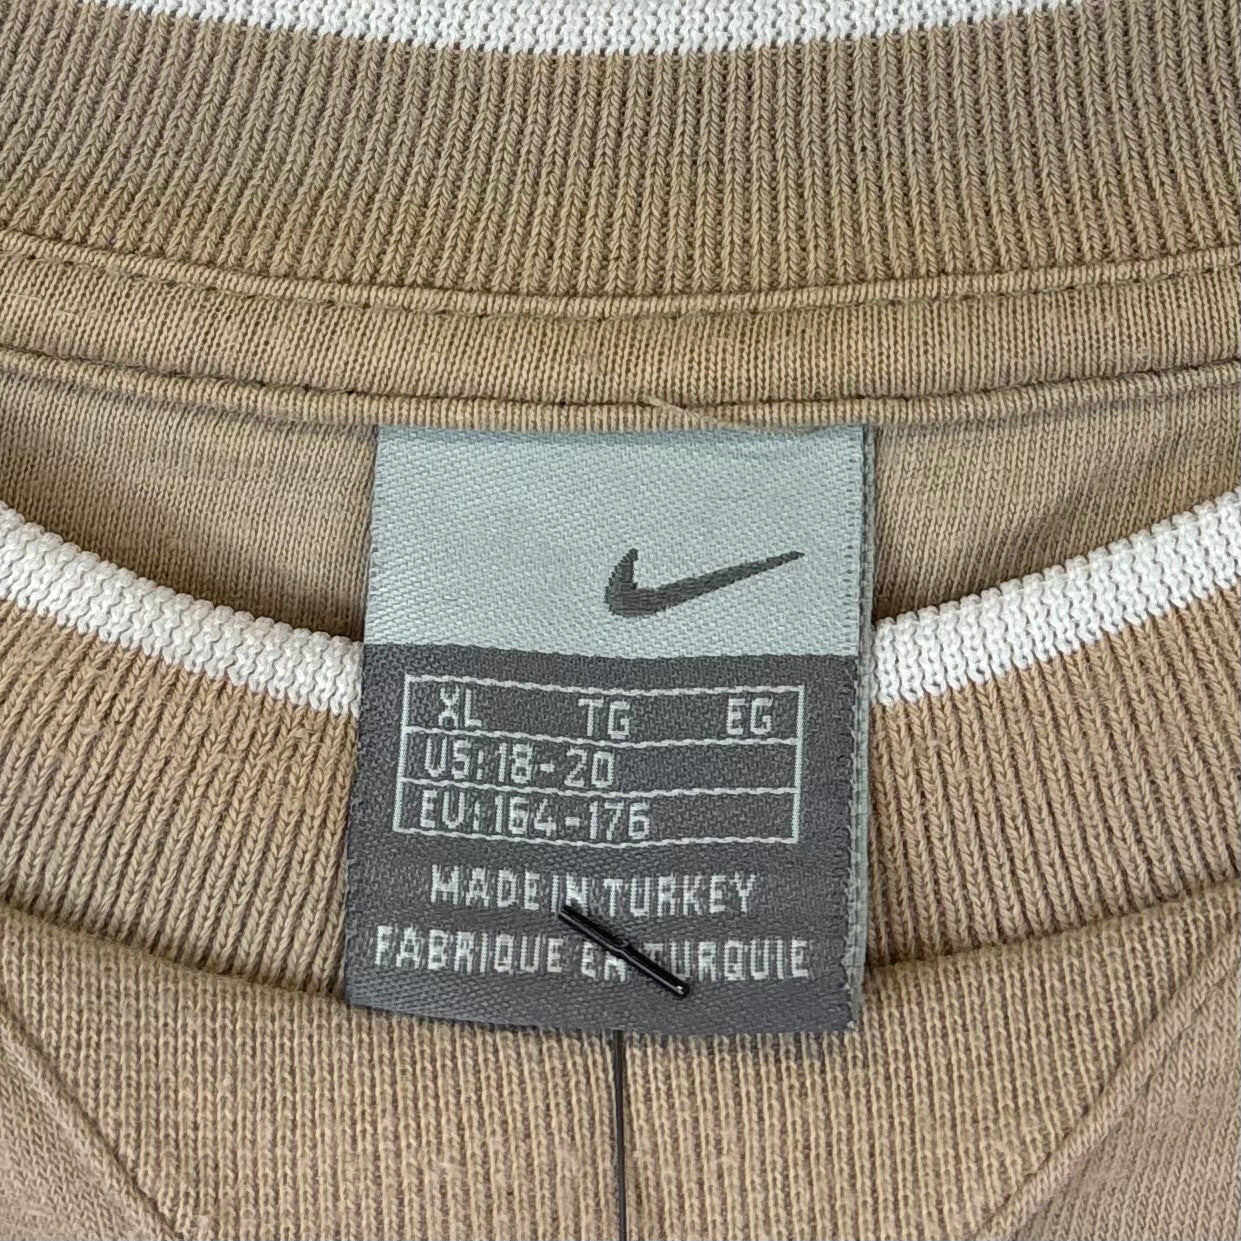 XL TG EG
US: 18-20
EU: 164-176
MADE IN TURKEY
FABRIQUE EN TURQUIE